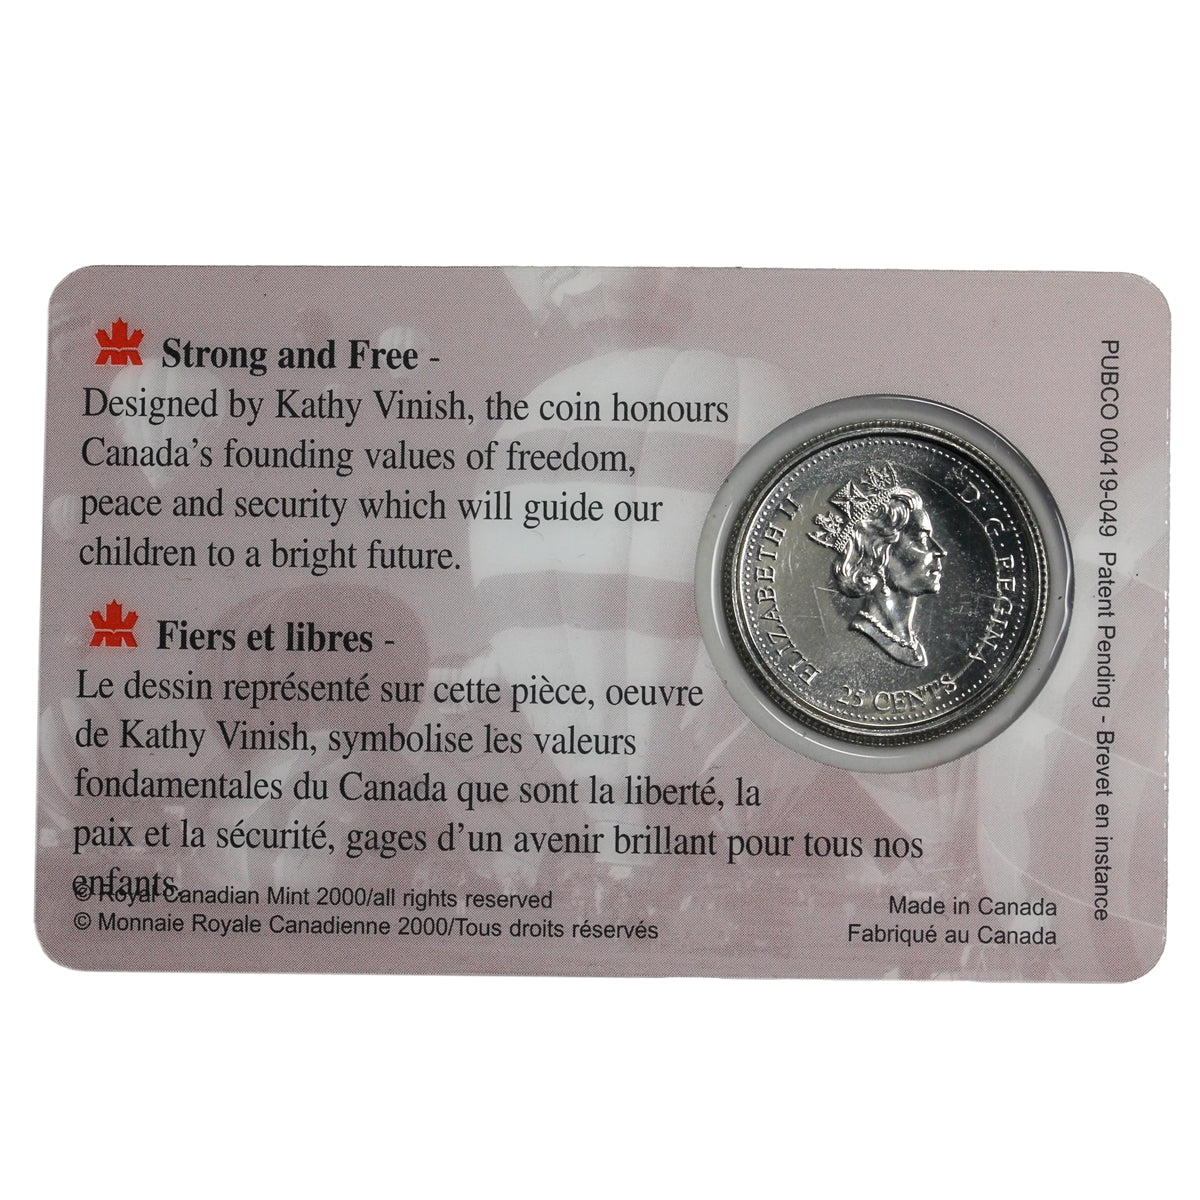 Strong and Free -
Designed by Kathy Vinish, the coin honours
Canada's founding values of freedom,
peace and security which will guide our
children to a bright future.
Fiers et libres -
Le dessin représenté sur cette pièce, oeuvre
de Kathy Vinish, symbolise les valeurs
fondamentales du Canada que sont la liberté, la
paix et la sécurité, gages d'un avenir brillant pour tous nos
enfants.
© Royal Canadian Mint 2000/all rights reserved
© Monnaie Royale Canadienne 2000/Tous droits réservés
Made in Canada
Fabriqué au Canada
ELIZABETH II
D·G·REGINA
25 CENTS
PUBCO 00419-049 Patent Pending - Brevet en instance